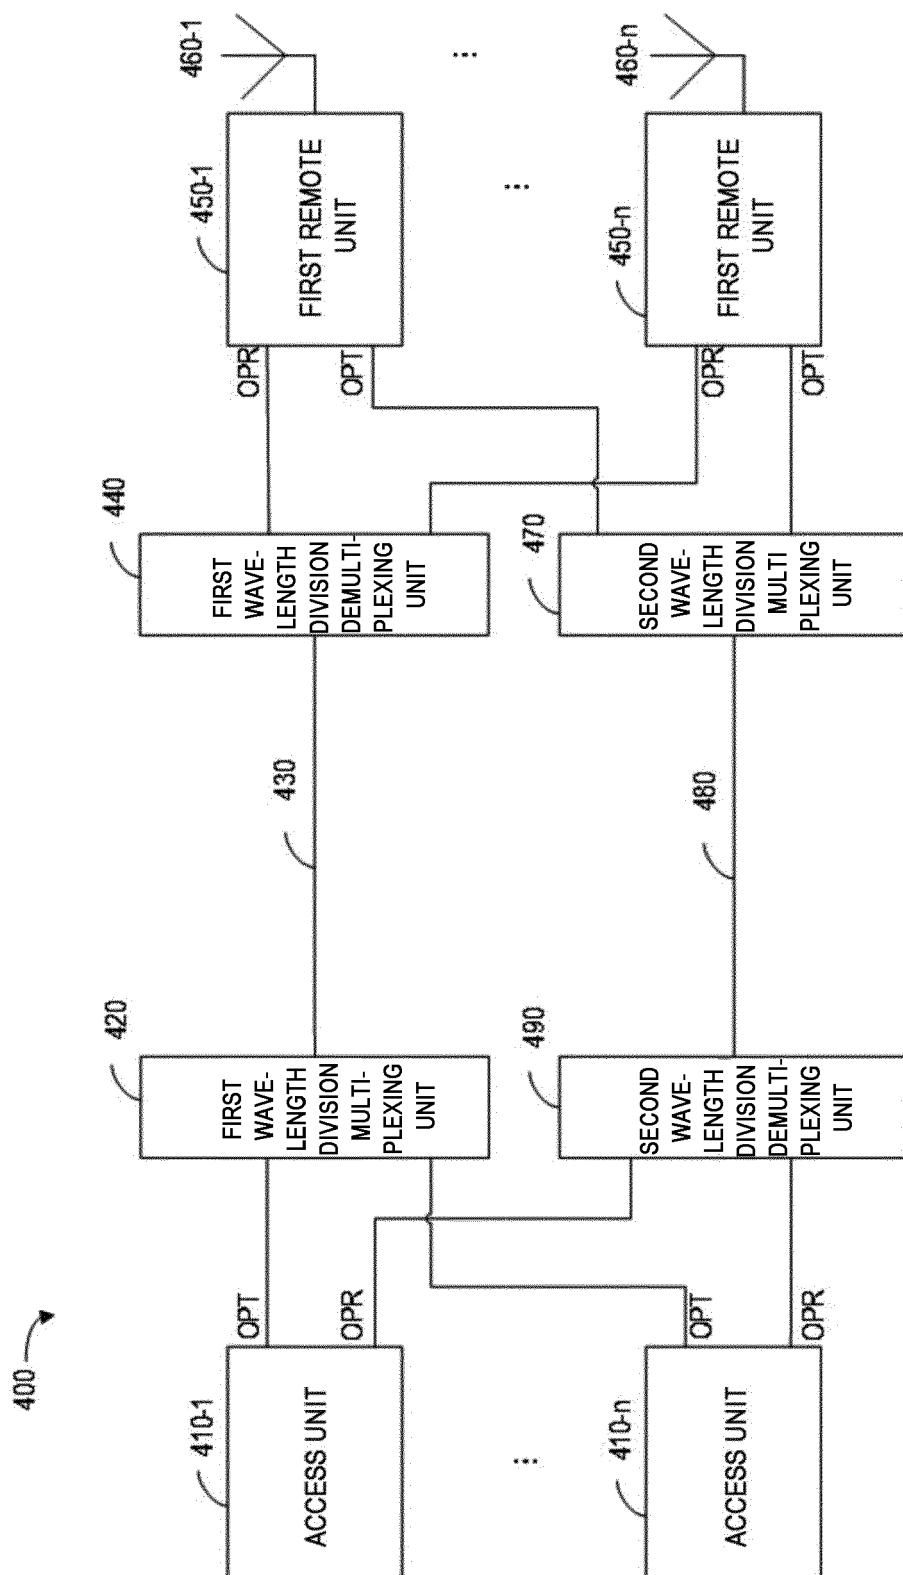 400
410-1
ACCESS UNIT
OPT
OPR
⋮
410-n
ACCESS UNIT
OPT
OPR
420
FIRST
WAVE-
LENGTH
DIVISION
MULTI-
PLEXING
UNIT
490
SECOND
WAVE-
LENGTH
DIVISION
DEMULTI-
PLEXING
UNIT
430
480
440
FIRST
WAVE-
LENGTH
DIVISION
DEMULTI-
PLEXING
UNIT
470
SECOND
WAVE-
LENGTH
DIVISION
MULTI
PLEXING
UNIT
OPR
OPT
450-1
FIRST REMOTE
UNIT
⋮
OPR
OPT
450-n
FIRST REMOTE
UNIT
460-1
⋮
460-n